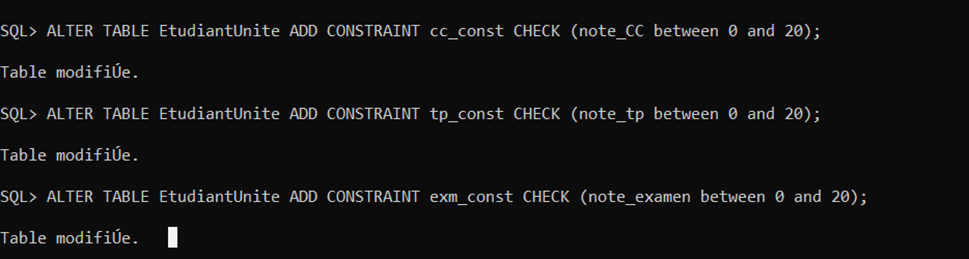 SQL> ALTER TABLE EtudiantUnite ADD CONSTRAINT cc_const CHECK (note_CC between 0 and 20);
Table modifiÚe.
SQL> ALTER TABLE EtudiantUnite ADD CONSTRAINT tp_const CHECK (note_tp between 0 and 20);
Table modifiÚe.
SQL> ALTER TABLE EtudiantUnite ADD CONSTRAINT exm_const CHECK (note_examen between 0 and 20);
Table modifiÚe.